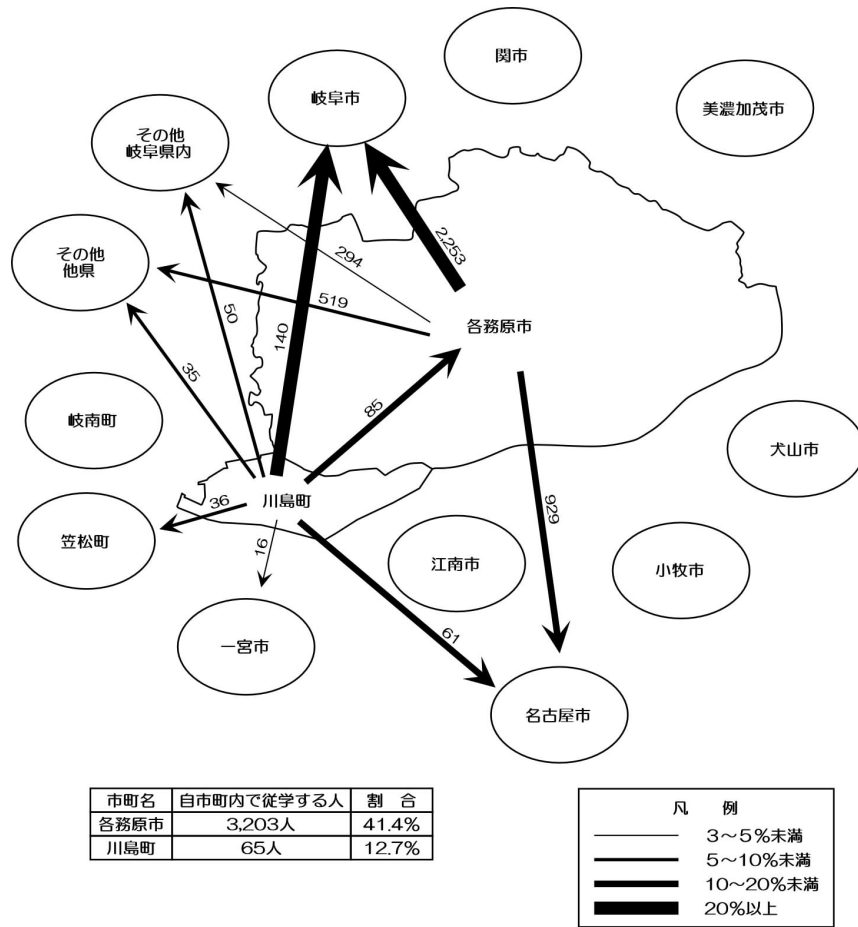 関市
岐阜市
美濃加茂市
その他
岐阜県内
その他
他県
294
2,253
519
50
140
35
各務原市
85
岐南町
犬山市
川島町
36
929
笠松町
16
江南市
小牧市
一宮市
61
名古屋市
市町名 自市町内で従学する人 割 合
各務原市 3,203人 41.4%
川島町 65人 12.7%
凡 例
3～5%未満
5～10%未満
10～20%未満
20%以上